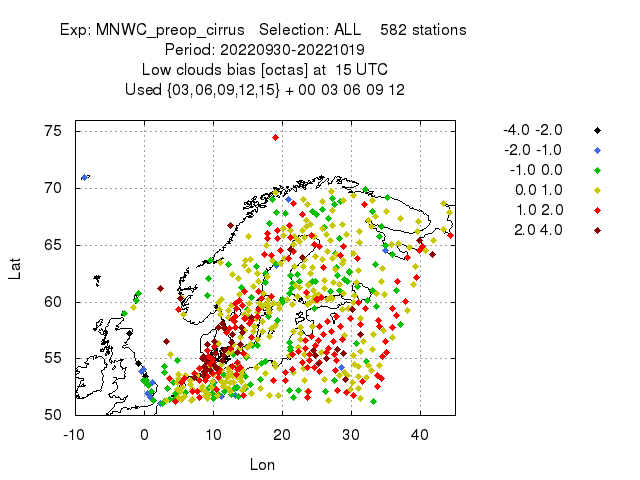 Exp: MNWC_preop_cirrus   Selection: ALL    582 stations
Period: 20220930-20221019
Low clouds bias [octas] at  15 UTC
Used {03,06,09,12,15} + 00 03 06 09 12
75
70
65
60
55
50
Lat
-10 0 10 20 30 40
Lon
-4.0 -2.0
-2.0 -1.0
-1.0 0.0
0.0 1.0
1.0 2.0
2.0 4.0